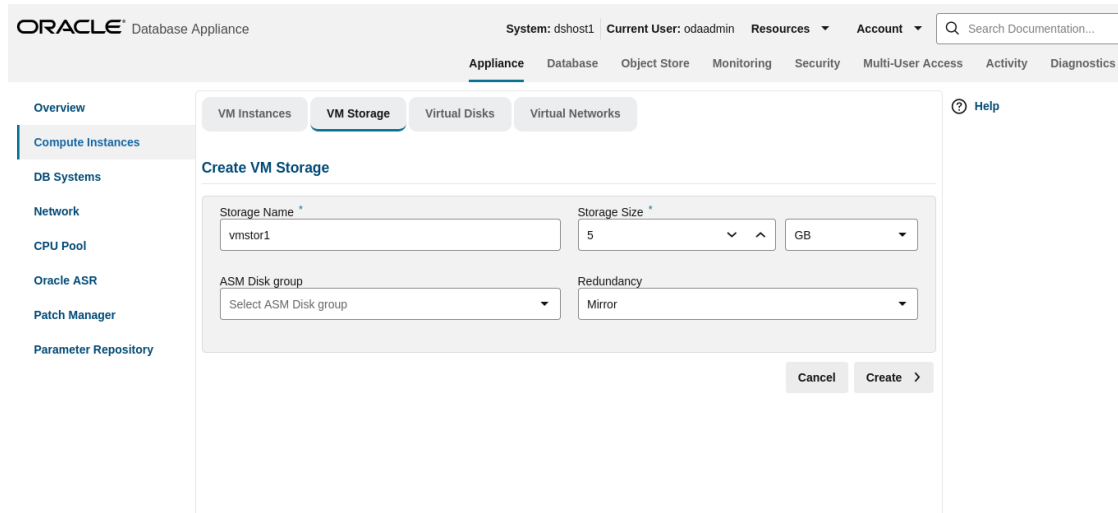 ORACLE Database Appliance
System: dshost1 Current User: odaadmin Resources Account Search Documentation...
Appliance Database Object Store Monitoring Security Multi-User Access Activity Diagnostics
Overview
Compute Instances
DB Systems
Network
CPU Pool
Oracle ASR
Patch Manager
Parameter Repository
VM Instances VM Storage Virtual Disks Virtual Networks
Help
Create VM Storage
Storage Name *
vmstor1
Storage Size *
5 GB
ASM Disk group
Select ASM Disk group
Redundancy
Mirror
Cancel Create